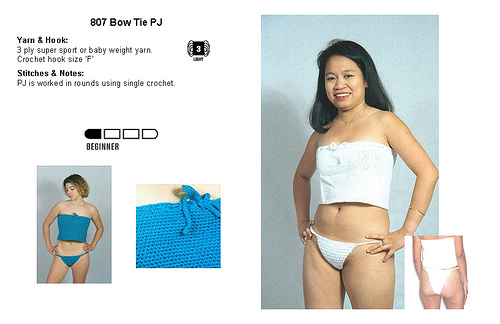 807 Bow Tie PJ
Yarn & Hook:
3 ply super sport or baby weight yarn.
Crochet hook size 'F'
3
LIGHT
Stitches & Notes:
PJ is worked in rounds using single crochet.
BEGINNER